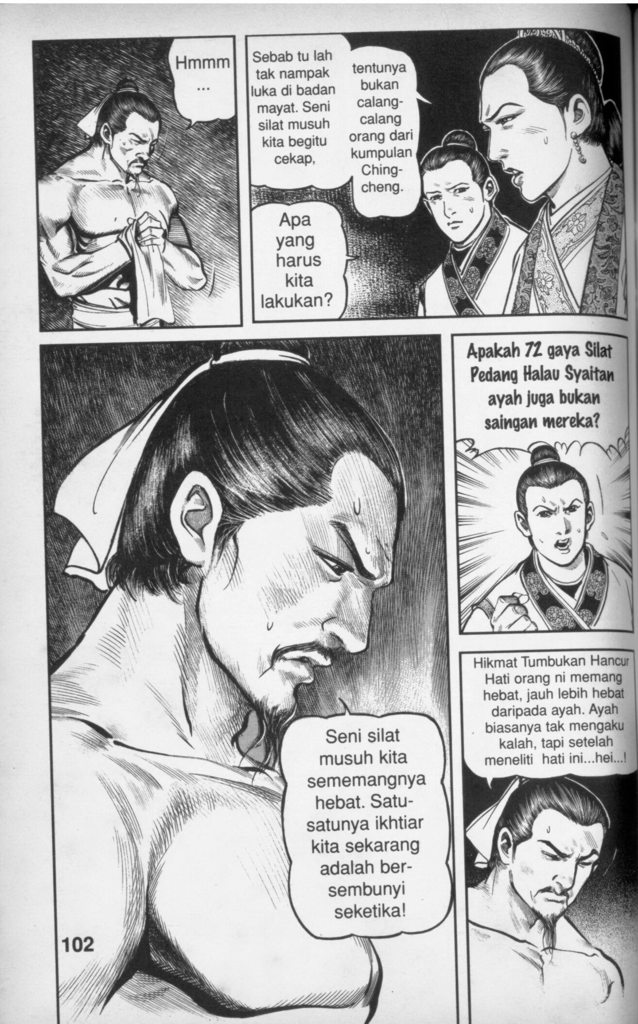 Hmmm
...
Sebab tu lah
tak nampak
luka di badan
mayat. Seni
silat musuh
kita begitu
cekap,
tentunya
bukan
calang-
calang
orang dari
kumpulan
Ching-
cheng.
Apa
yang
harus
kita
lakukan?
Seni silat
musuh kita
sememangnya
hebat. Satu-
satunya ikhtiar
kita sekarang
adalah ber-
sembunyi
seketika!
Apakah 72 gaya Silat
Pedang Halau Syaitan
ayah juga bukan
saingan mereka?
Hikmat Tumbukan Hancur
Hati orang ni memang
hebat, jauh lebih hebat
daripada ayah. Ayah
biasanya tak mengaku
kalah, tapi setelah
meneliti hati ini...hei...!
102